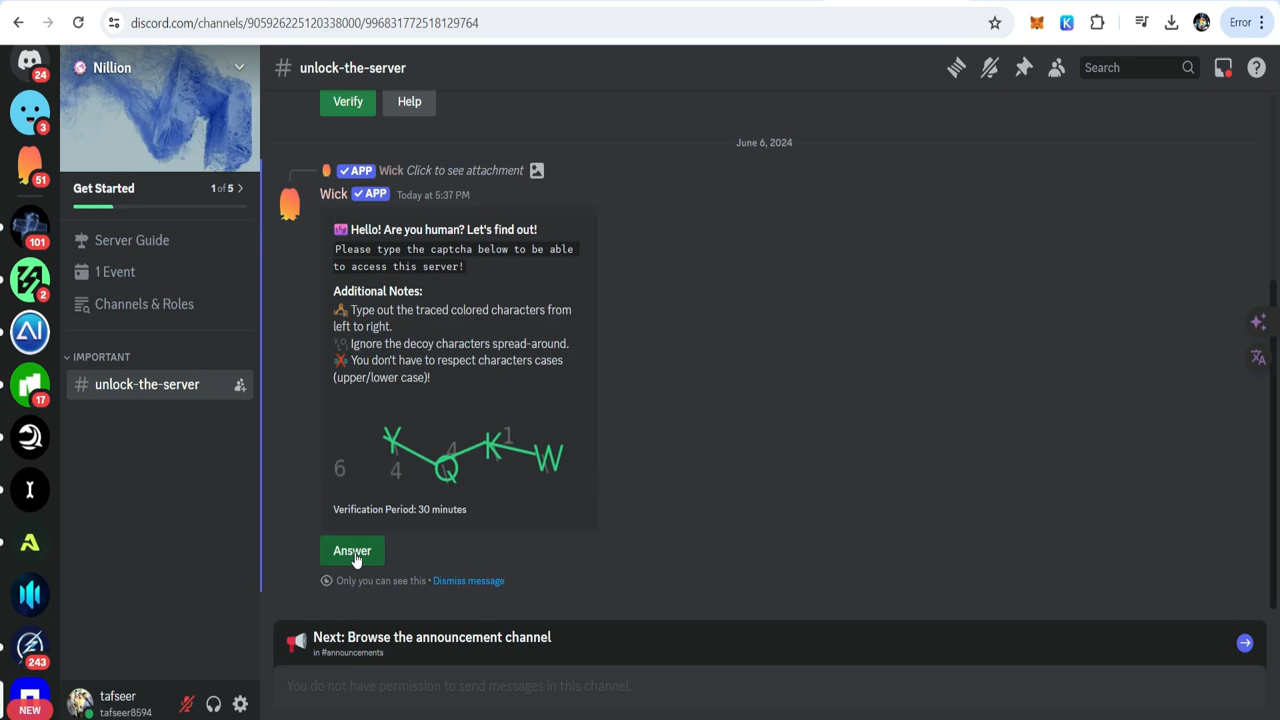 discord.com/channels/905926225120338000/996831772518129764
Error
24
3
51
101
2
17
243
NEW
Nillion
Get Started
1 of 5
Server Guide
1 Event
Channels & Roles
IMPORTANT
unlock-the-server
tafseer
tafseer8594
unlock-the-server
Search
Verify
Help
June 6, 2024
APP Wick Click to see attachment
Wick APP Today at 5:37 PM
Hello! Are you human? Let's find out!
Please type the captcha below to be able
to access this server!
Additional Notes:
Type out the traced colored characters from
left to right.
Ignore the decoy characters spread-around.
You don't have to respect characters cases
(upper/lower case)!
6 Y 4 Q 4 K 1 W
Verification Period: 30 minutes
Answer
Only you can see this • Dismiss message
Next: Browse the announcement channel
in #announcements
You do not have permission to send messages in this channel.